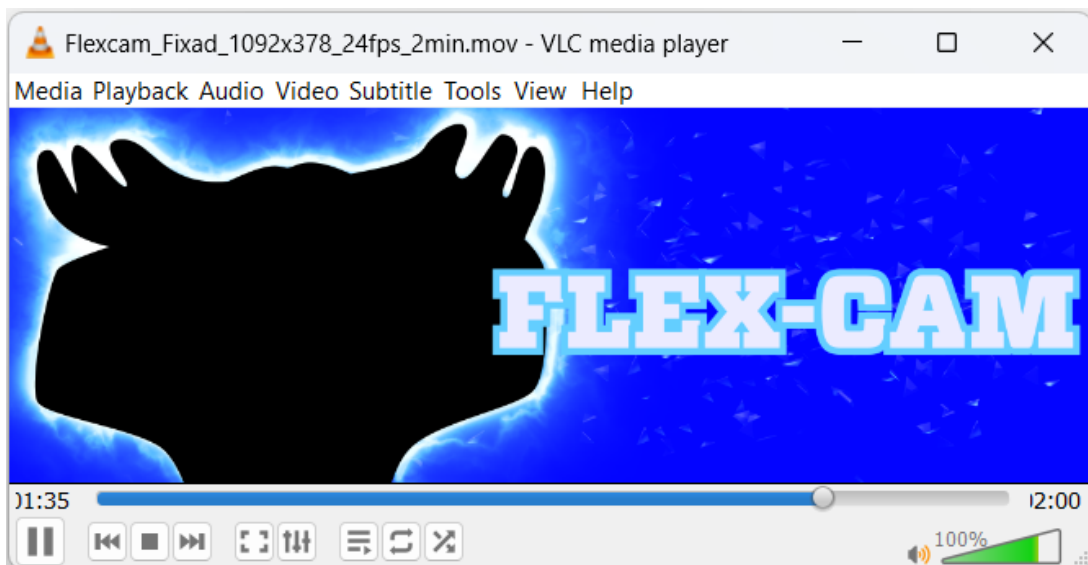 Flexcam_Fixad_1092x378_24fps_2min.mov - VLC media player
Media Playback Audio Video Subtitle Tools View Help
FLEX-CAM
01:35
02:00
100%